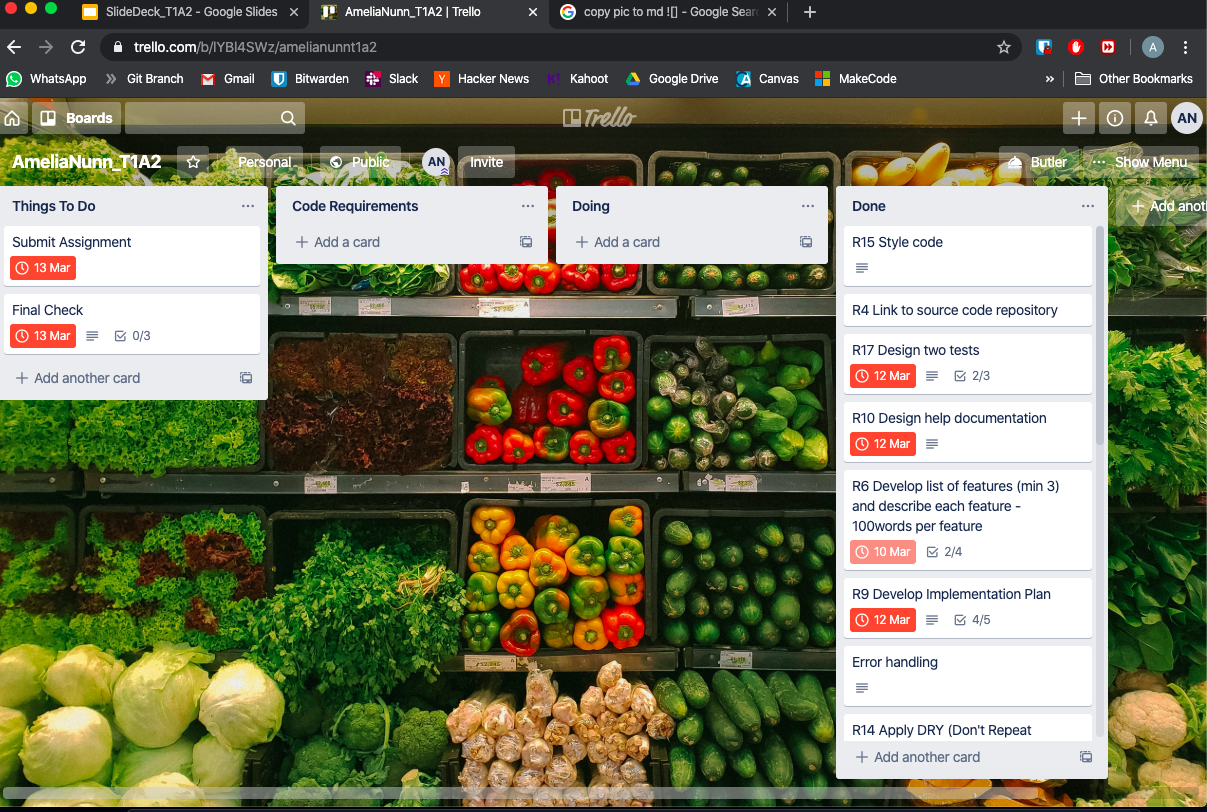 SlideDeck_T1A2 - Google Slides
AmeliaNunn_T1A2 | Trello
copy pic to md ![] - Google Sear
trello.com/b/lYBl4SWz/amelianunnt1a2
A
WhatsApp
Git Branch
Gmail
Bitwarden
Slack
Hacker News
Kahoot
Google Drive
Canvas
MakeCode
Other Bookmarks
Boards
Trello
AN
AmeliaNunn_T1A2
Personal
Public
AN
Invite
Butler
Show Menu
Things To Do
Submit Assignment
13 Mar
Final Check
13 Mar
0/3
Add another card
Code Requirements
Add a card
Doing
Add a card
Done
R15 Style code
R4 Link to source code repository
R17 Design two tests
12 Mar
2/3
R10 Design help documentation
12 Mar
R6 Develop list of features (min 3)
and describe each feature -
100words per feature
10 Mar
2/4
R9 Develop Implementation Plan
12 Mar
4/5
Error handling
R14 Apply DRY (Don't Repeat
Add another card
Add anot